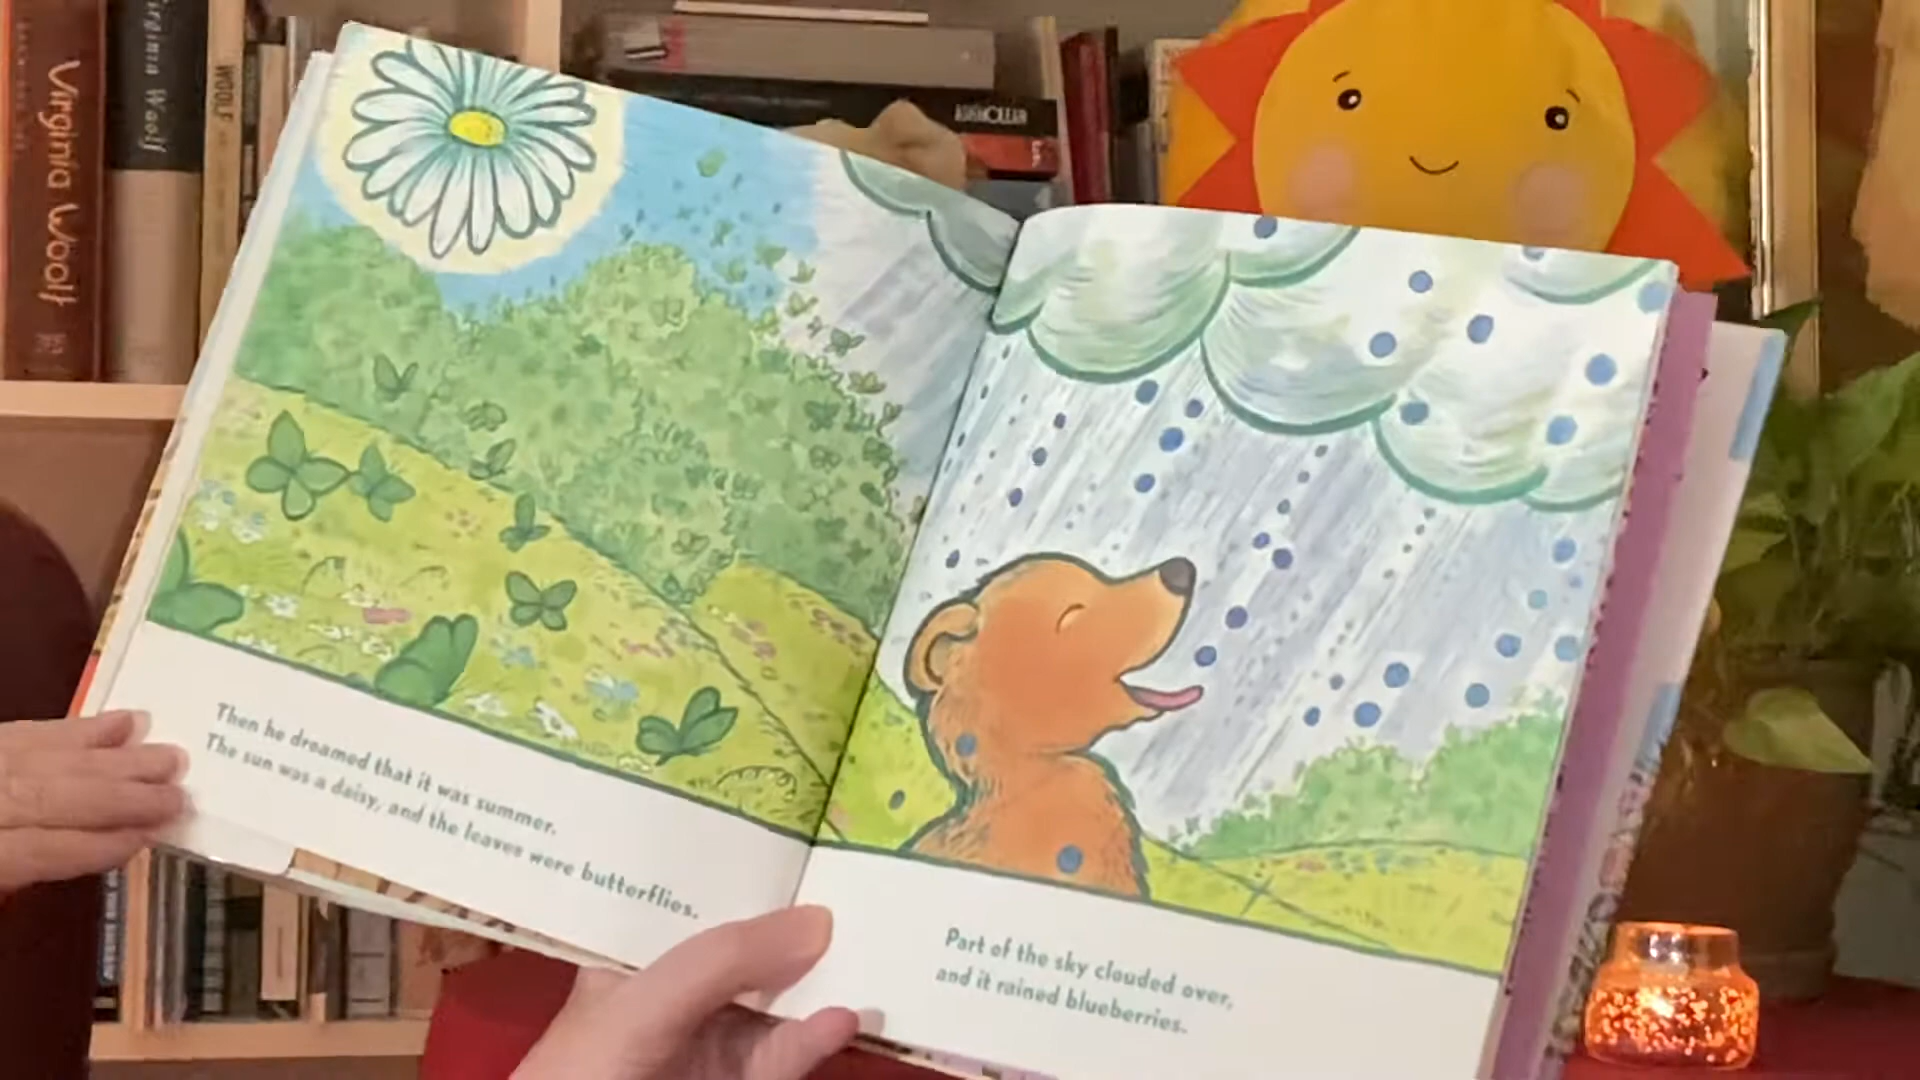 Virginia Woolf
Virginia Woolf
WOOLF
Then he dreamed that it was summer.
The sun was a daisy, and the leaves were butterflies.
Part of the sky clouded over,
and it rained blueberries.